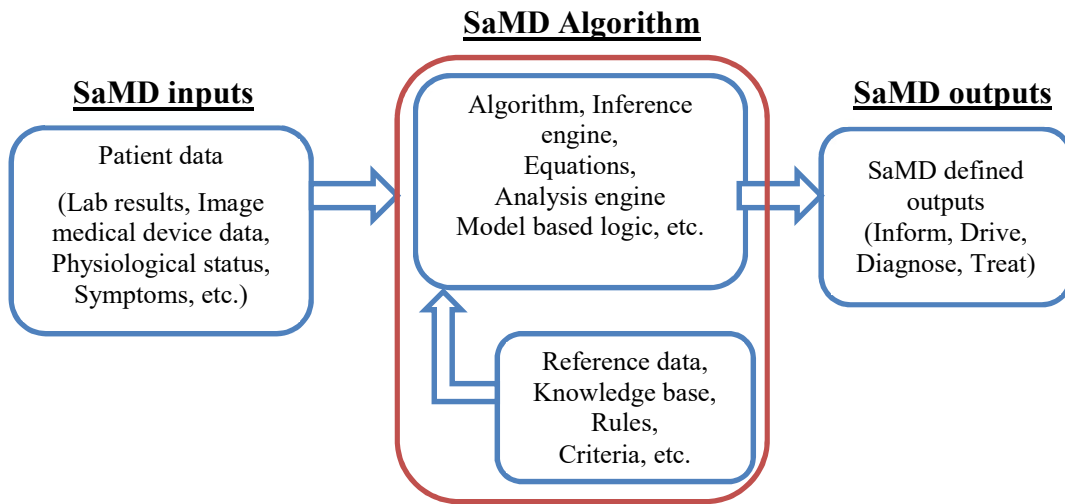 SaMD Algorithm
SaMD inputs
Patient data
(Lab results, Image
medical device data,
Physiological status,
Symptoms, etc.)
Algorithm, Inference
engine,
Equations,
Analysis engine
Model based logic, etc.
Reference data,
Knowledge base,
Rules,
Criteria, etc.
SaMD outputs
SaMD defined
outputs
(Inform, Drive,
Diagnose, Treat)